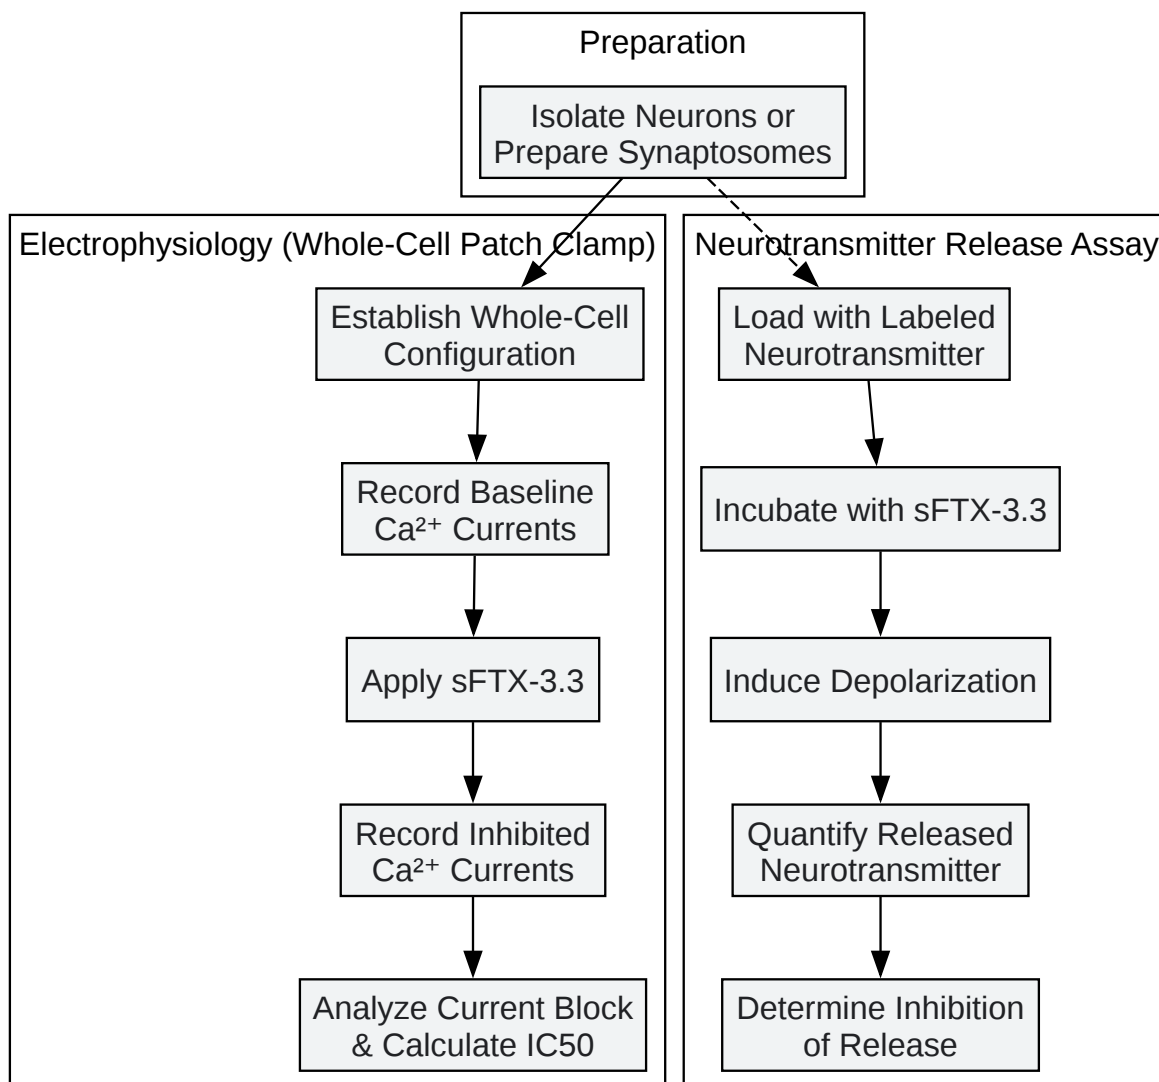 Preparation
Isolate Neurons or
Prepare Synaptosomes
Electrophysiology (Whole-Cell Patch Clamp)
Establish Whole-Cell
Configuration
Record Baseline
Ca²⁺ Currents
Apply sFTX-3.3
Record Inhibited
Ca²⁺ Currents
Analyze Current Block
& Calculate IC50
Neurotransmitter Release Assay
Load with Labeled
Neurotransmitter
Incubate with sFTX-3.3
Induce Depolarization
Quantify Released
Neurotransmitter
Determine Inhibition
of Release